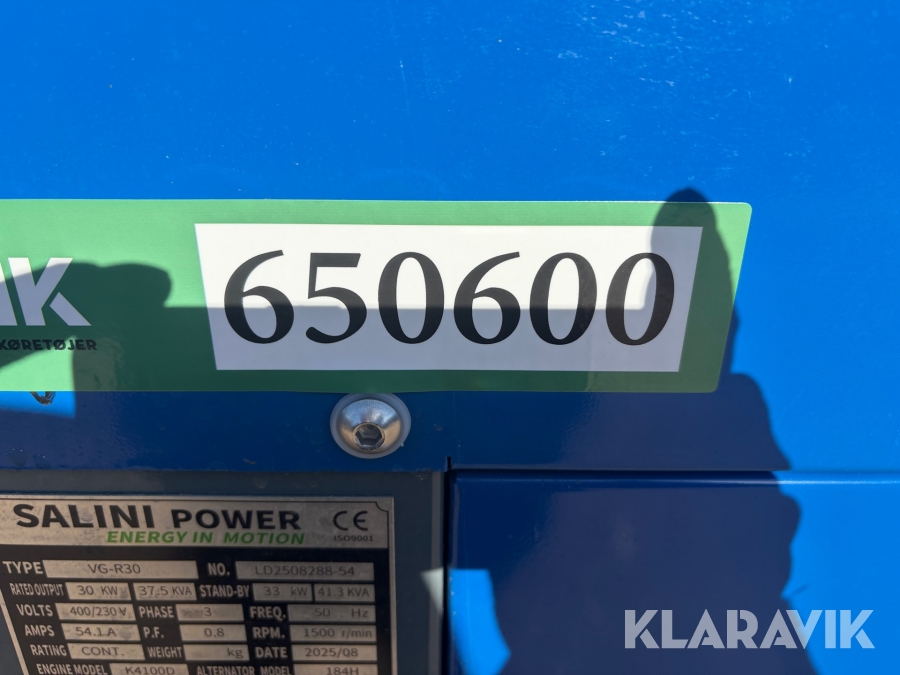 IK
650600
KØRETØJER
SALINI POWER CE
ENERGY IN MOTION ISO9001
TYPE VG-R30 NO. LD2508288-54
RATED OUTPUT 30 KW 37.5 KVA STAND-BY 33 kW 41.3 KVA
VOLTS 400/230 V PHASE 3 FREQ. 50 Hz
AMPS 54.1 A P.F. 0.8 RPM. 1500 r/min
RATING CONT. WEIGHT kg DATE 2025/08
ENGINE MODEL K4100D ALTERNATOR MODEL 184H
KLARAVIK